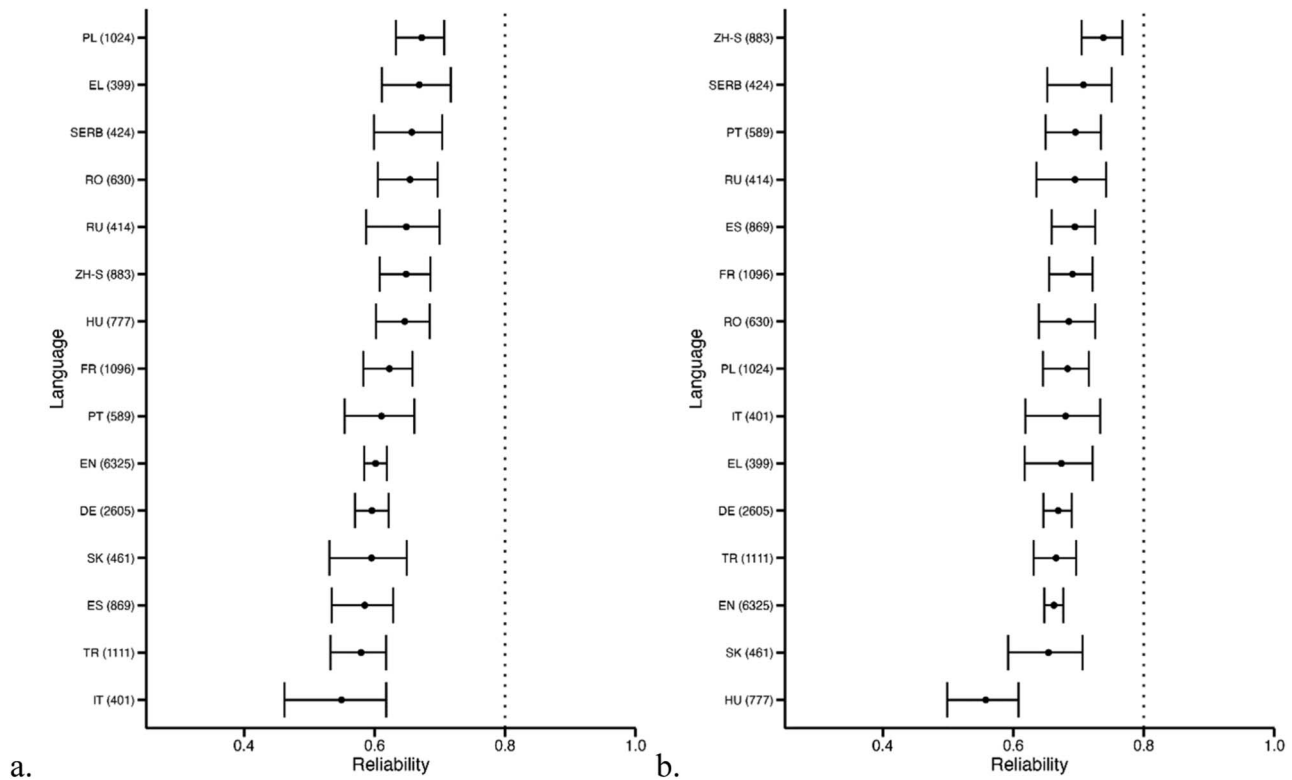 PL (1024)
EL (399)
SERB (424)
RO (630)
RU (414)
ZH-S (883)
HU (777)
FR (1096)
PT (589)
EN (6325)
DE (2605)
SK (461)
ES (869)
TR (1111)
IT (401)
Language
0.4 0.6 0.8 1.0
Reliability
a.
ZH-S (883)
SERB (424)
PT (589)
RU (414)
ES (869)
FR (1096)
RO (630)
PL (1024)
IT (401)
EL (399)
DE (2605)
TR (1111)
EN (6325)
SK (461)
HU (777)
Language
0.4 0.6 0.8 1.0
Reliability
b.